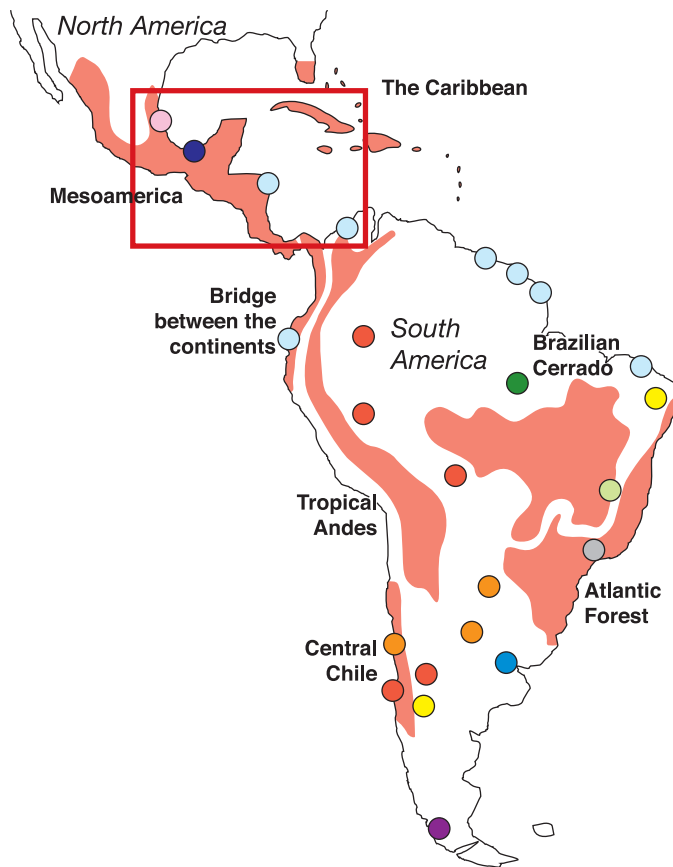 North America
The Caribbean
Mesoamerica
Bridge
between the
continents
South
America
Brazilian
Cerrado
Tropical
Andes
Atlantic
Forest
Central
Chile